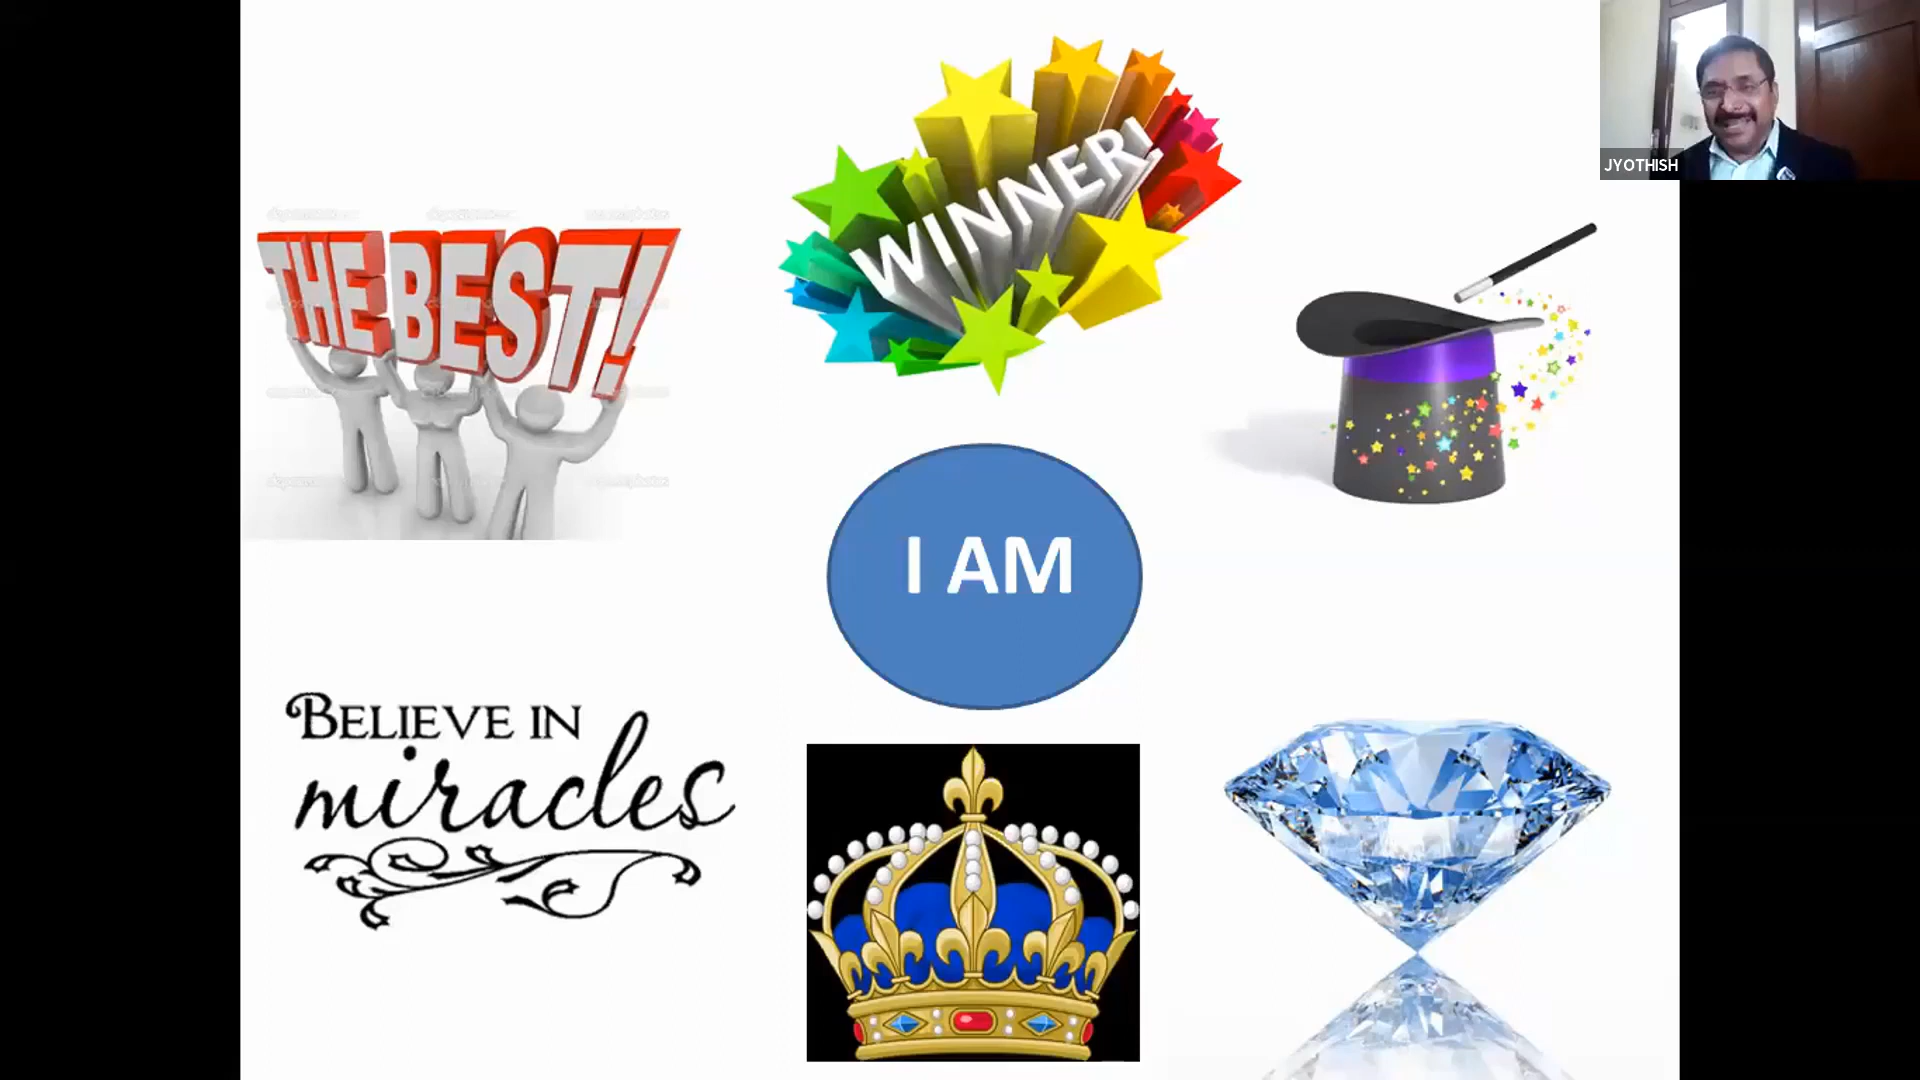 WINNER!
JYOTHISH
THE BEST!
I AM
BELIEVE IN
miracles